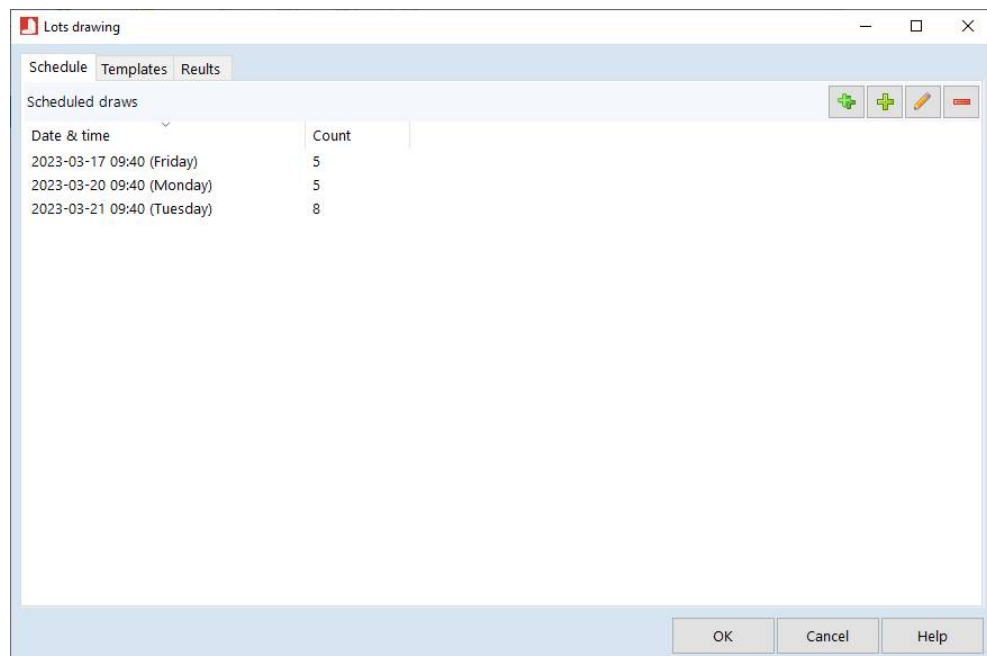 Lots drawing
Schedule Templates Reults
Scheduled draws
Date & time Count
2023-03-17 09:40 (Friday) 5
2023-03-20 09:40 (Monday) 5
2023-03-21 09:40 (Tuesday) 8
OK Cancel Help